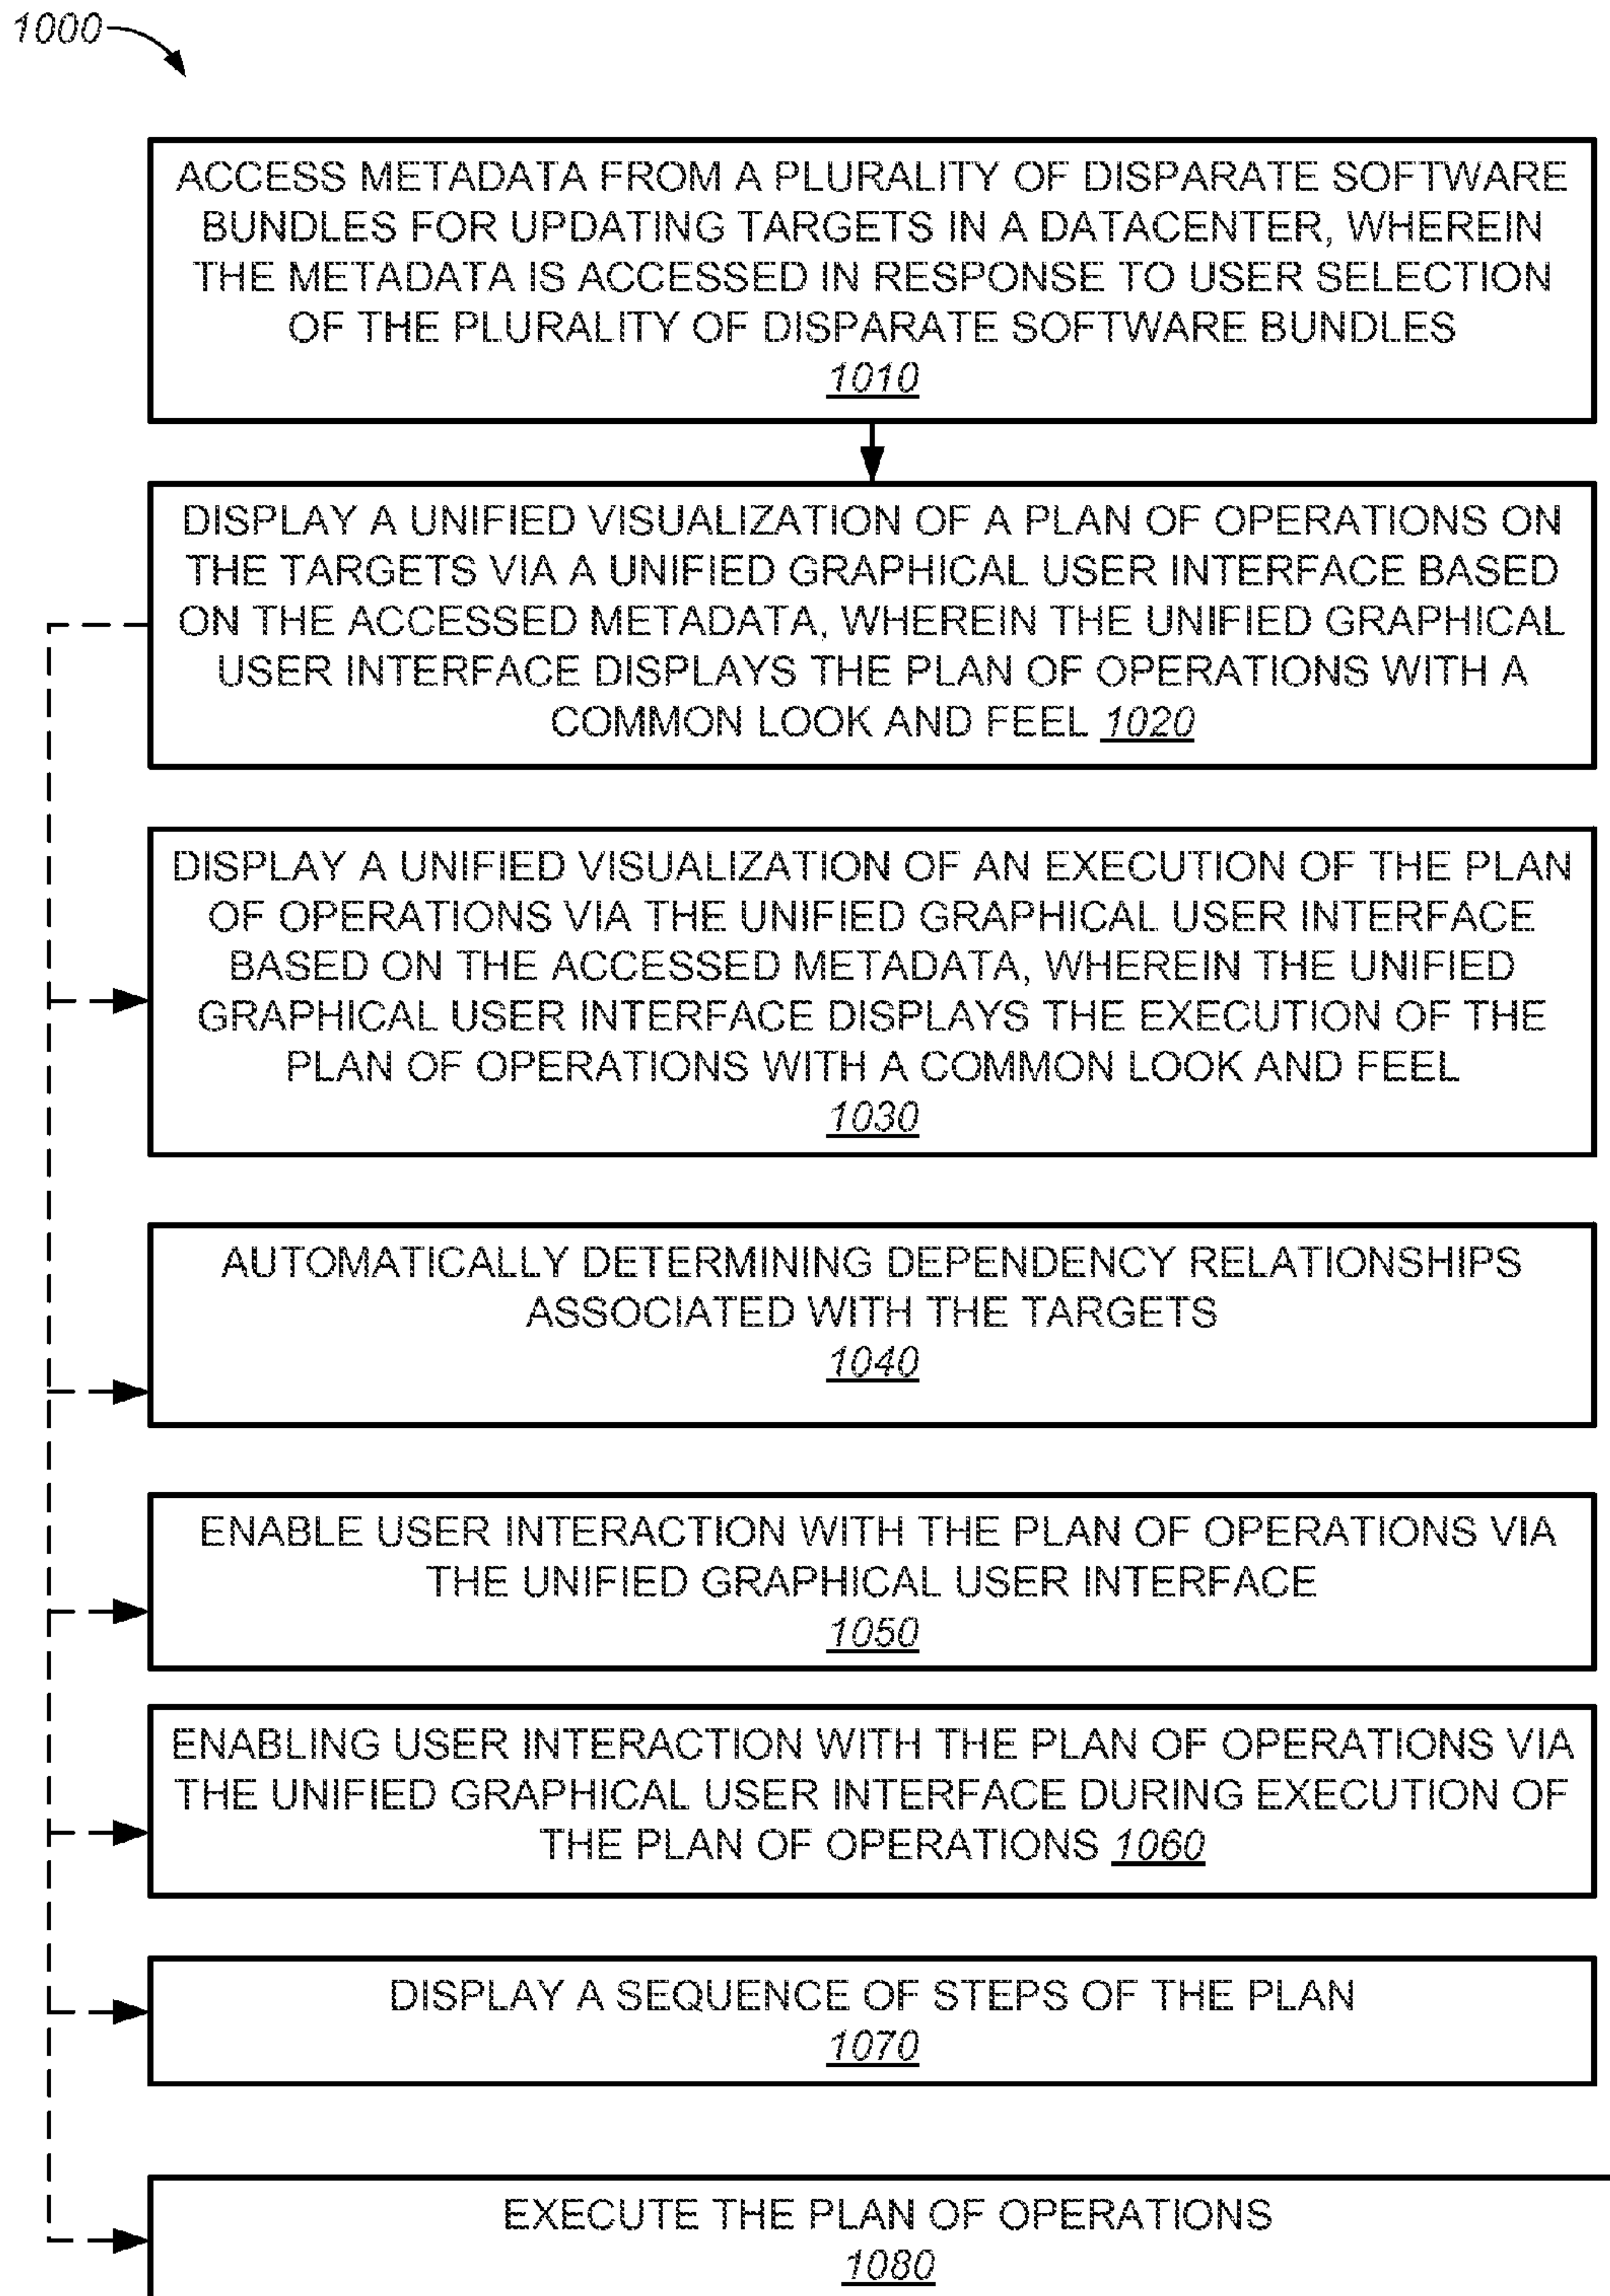 1000
ACCESS METADATA FROM A PLURALITY OF DISPARATE SOFTWARE
BUNDLES FOR UPDATING TARGETS IN A DATACENTER, WHEREIN
THE METADATA IS ACCESSED IN RESPONSE TO USER SELECTION
OF THE PLURALITY OF DISPARATE SOFTWARE BUNDLES
1010
DISPLAY A UNIFIED VISUALIZATION OF A PLAN OF OPERATIONS ON
THE TARGETS VIA A UNIFIED GRAPHICAL USER INTERFACE BASED
ON THE ACCESSED METADATA, WHEREIN THE UNIFIED GRAPHICAL
USER INTERFACE DISPLAYS THE PLAN OF OPERATIONS WITH A
COMMON LOOK AND FEEL 1020
DISPLAY A UNIFIED VISUALIZATION OF AN EXECUTION OF THE PLAN
OF OPERATIONS VIA THE UNIFIED GRAPHICAL USER INTERFACE
BASED ON THE ACCESSED METADATA, WHEREIN THE UNIFIED
GRAPHICAL USER INTERFACE DISPLAYS THE EXECUTION OF THE
PLAN OF OPERATIONS WITH A COMMON LOOK AND FEEL
1030
AUTOMATICALLY DETERMINING DEPENDENCY RELATIONSHIPS
ASSOCIATED WITH THE TARGETS
1040
ENABLE USER INTERACTION WITH THE PLAN OF OPERATIONS VIA
THE UNIFIED GRAPHICAL USER INTERFACE
1050
ENABLING USER INTERACTION WITH THE PLAN OF OPERATIONS VIA
THE UNIFIED GRAPHICAL USER INTERFACE DURING EXECUTION OF
THE PLAN OF OPERATIONS 1060
DISPLAY A SEQUENCE OF STEPS OF THE PLAN
1070
EXECUTE THE PLAN OF OPERATIONS
1080